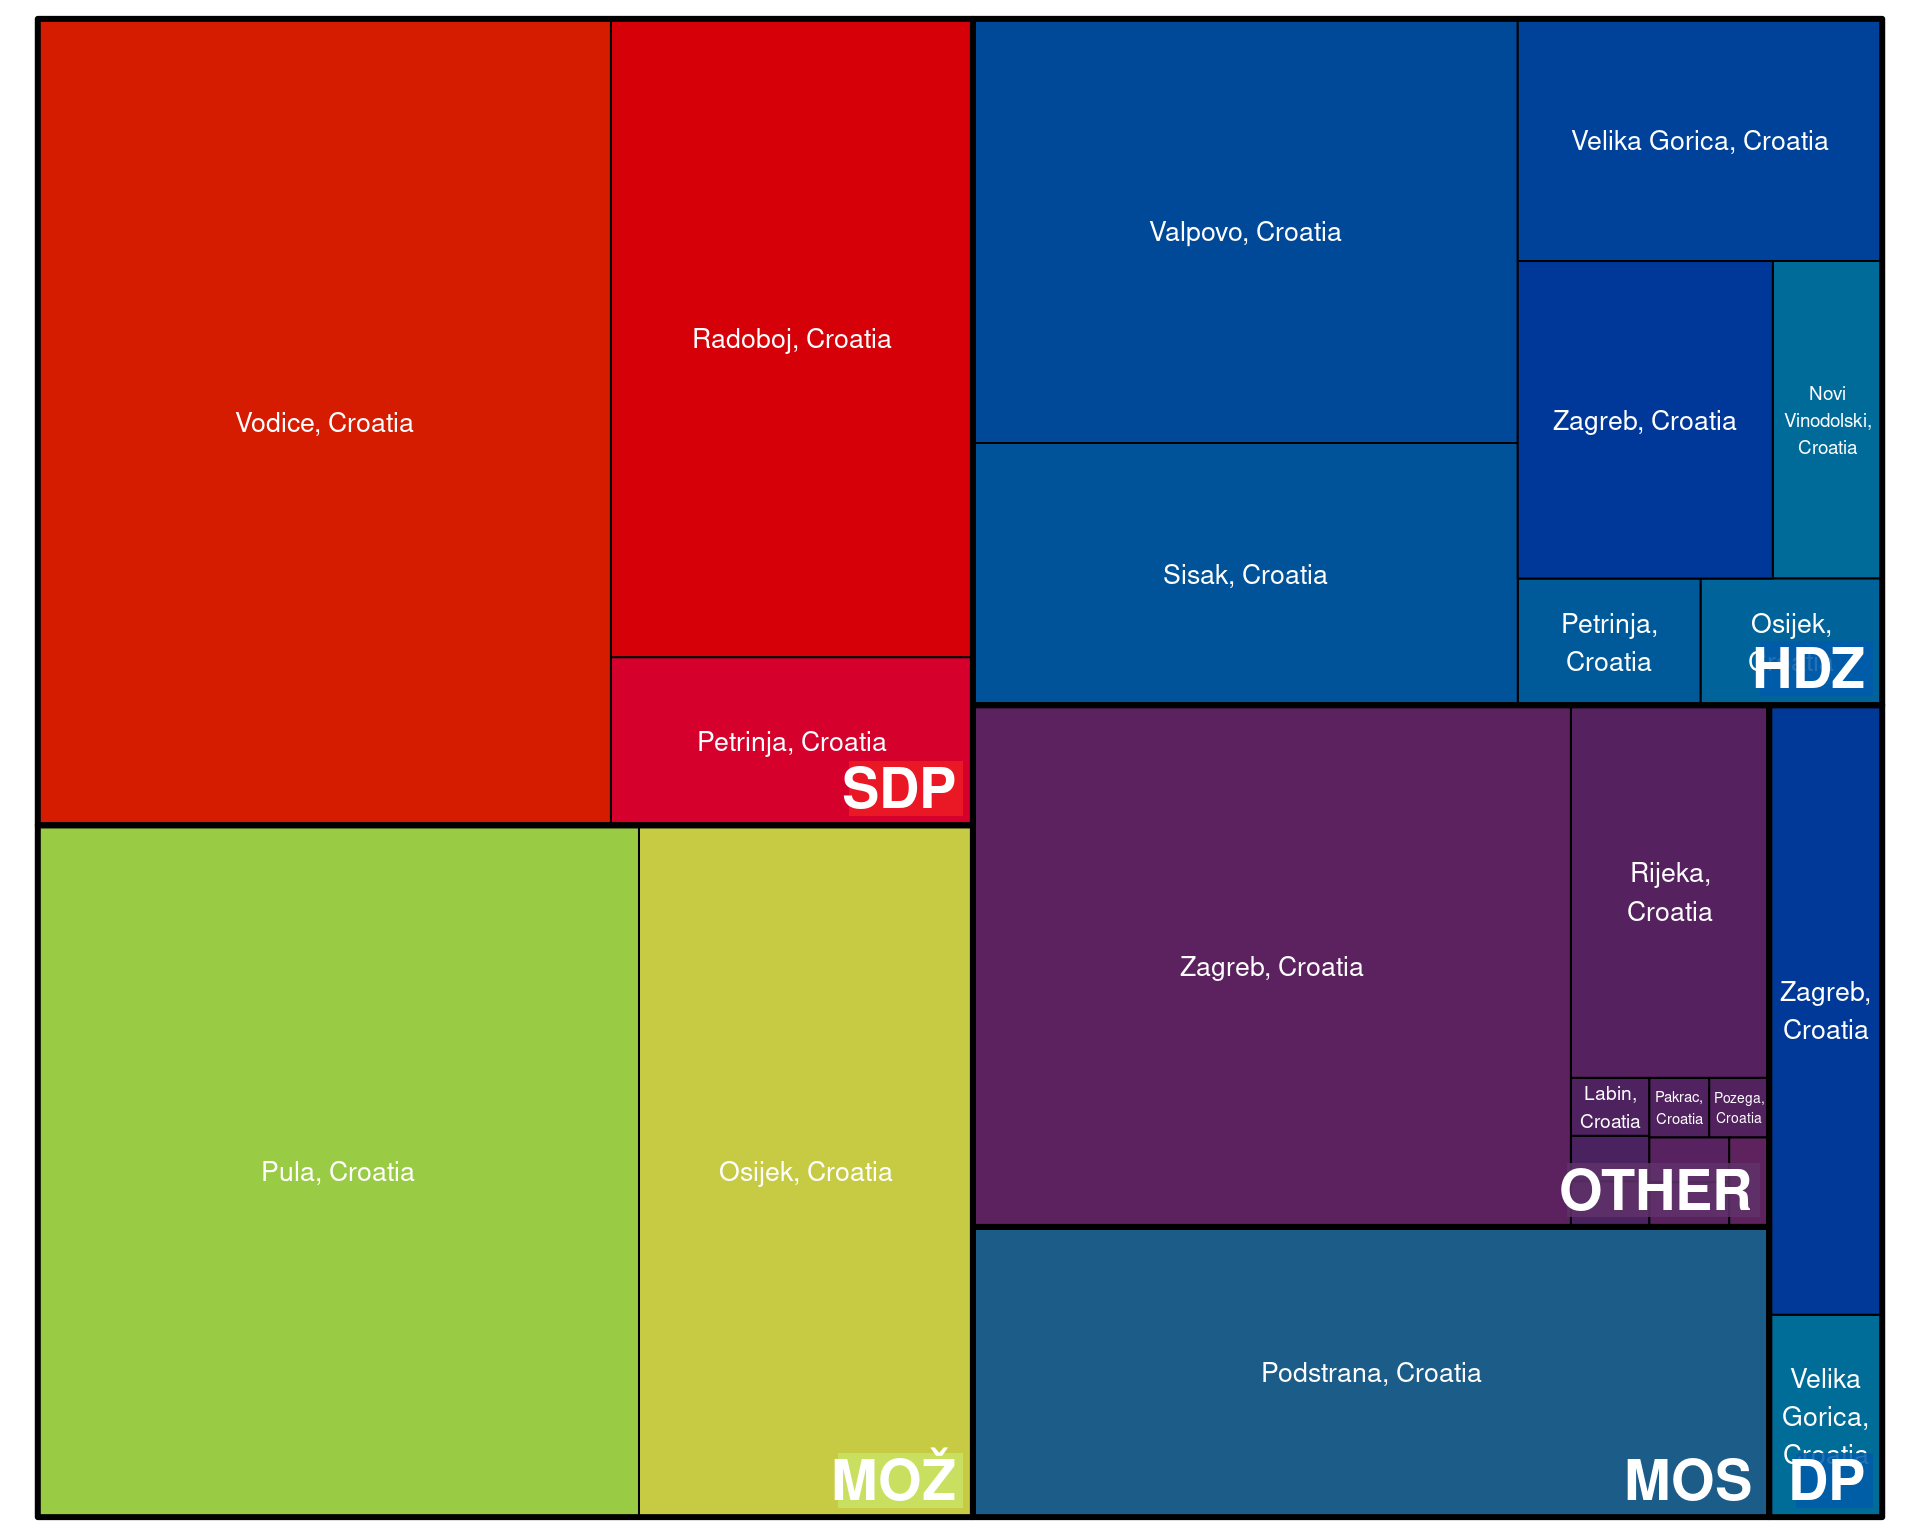 Vodice, Croatia
Radoboj, Croatia
Petrinja, Croatia
SDP
Pula, Croatia
Osijek, Croatia
MOŽ
Valpovo, Croatia
Velika Gorica, Croatia
Sisak, Croatia
Zagreb, Croatia
Novi
Vinodolski,
Croatia
Petrinja,
Croatia
Osijek,
Croatia
HDZ
Zagreb, Croatia
Rijeka,
Croatia
Labin,
Croatia
Pakrac,
Croatia
Pozega,
Croatia
OTHER
Podstrana, Croatia
MOS
Zagreb,
Croatia
Velika
Gorica,
Croatia
DP